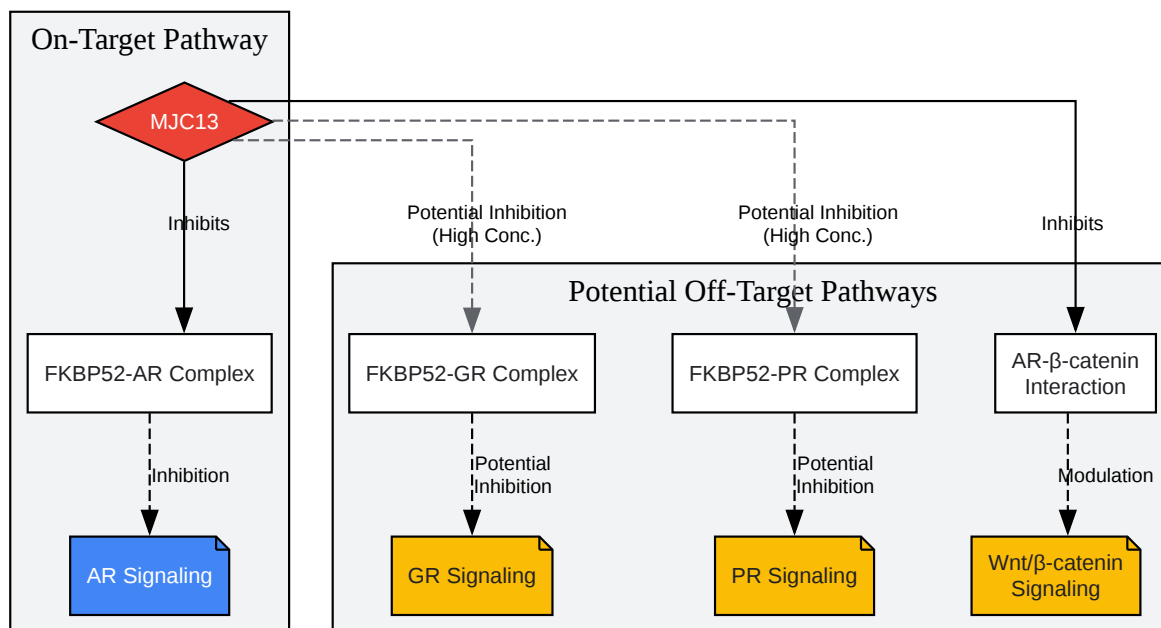 On-Target Pathway
MJC13
Inhibits
Potential Inhibition
(High Conc.)
Potential Inhibition
(High Conc.)
Inhibits
Potential Off-Target Pathways
FKBP52-AR Complex
FKBP52-GR Complex
FKBP52-PR Complex
AR-β-catenin
Interaction
Inhibition
Potential
Inhibition
Potential
Inhibition
Modulation
AR Signaling
GR Signaling
PR Signaling
Wnt/β-catenin
Signaling